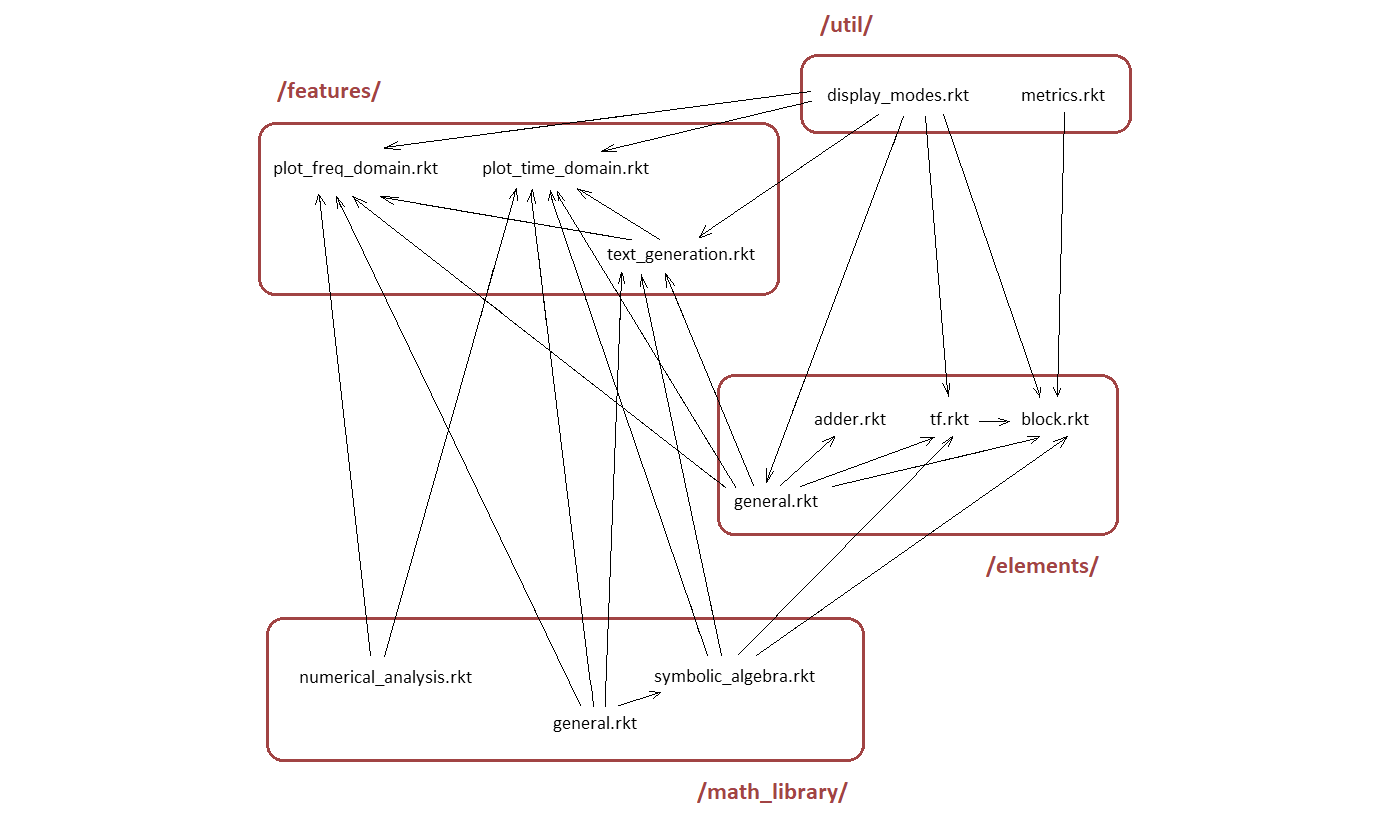 /util/
display_modes.rkt
metrics.rkt
/features/
plot_freq_domain.rkt
plot_time_domain.rkt
text_generation.rkt
adder.rkt
tf.rkt
block.rkt
general.rkt
/elements/
numerical_analysis.rkt
symbolic_algebra.rkt
general.rkt
/math_library/